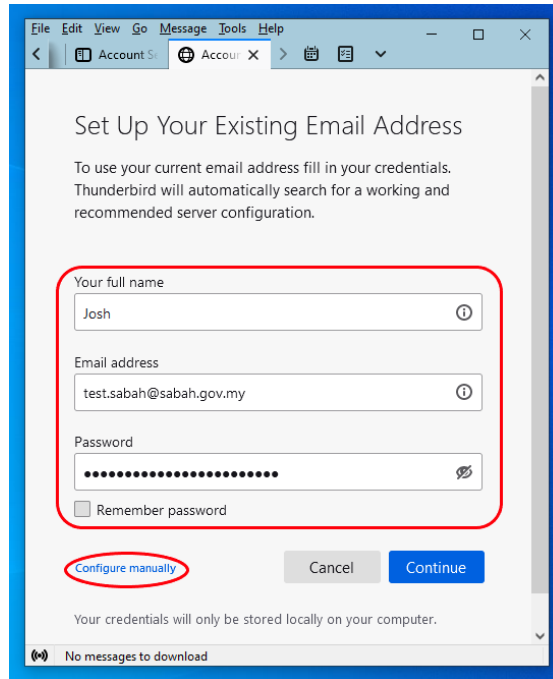 File Edit View Go Message Tools Help
Account Se Accour
Set Up Your Existing Email Address
To use your current email address fill in your credentials.
Thunderbird will automatically search for a working and
recommended server configuration.
Your full name
Josh
Email address
test.sabah@sabah.gov.my
Password
Remember password
Configure manually Cancel Continue
Your credentials will only be stored locally on your computer.
No messages to download